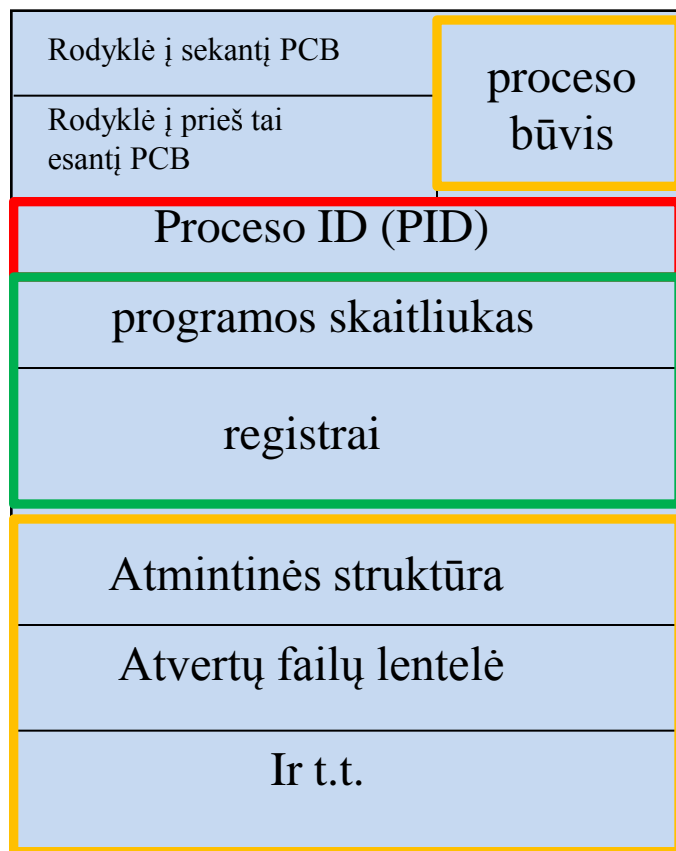 Rodyklė į sekantį PCB
proceso
būvis
Rodyklė į prieš tai
esantį PCB
Proceso ID (PID)
programos skaitliukas
registrai
Atmintinės struktūra
Atvertų failų lentelė
Ir t.t.